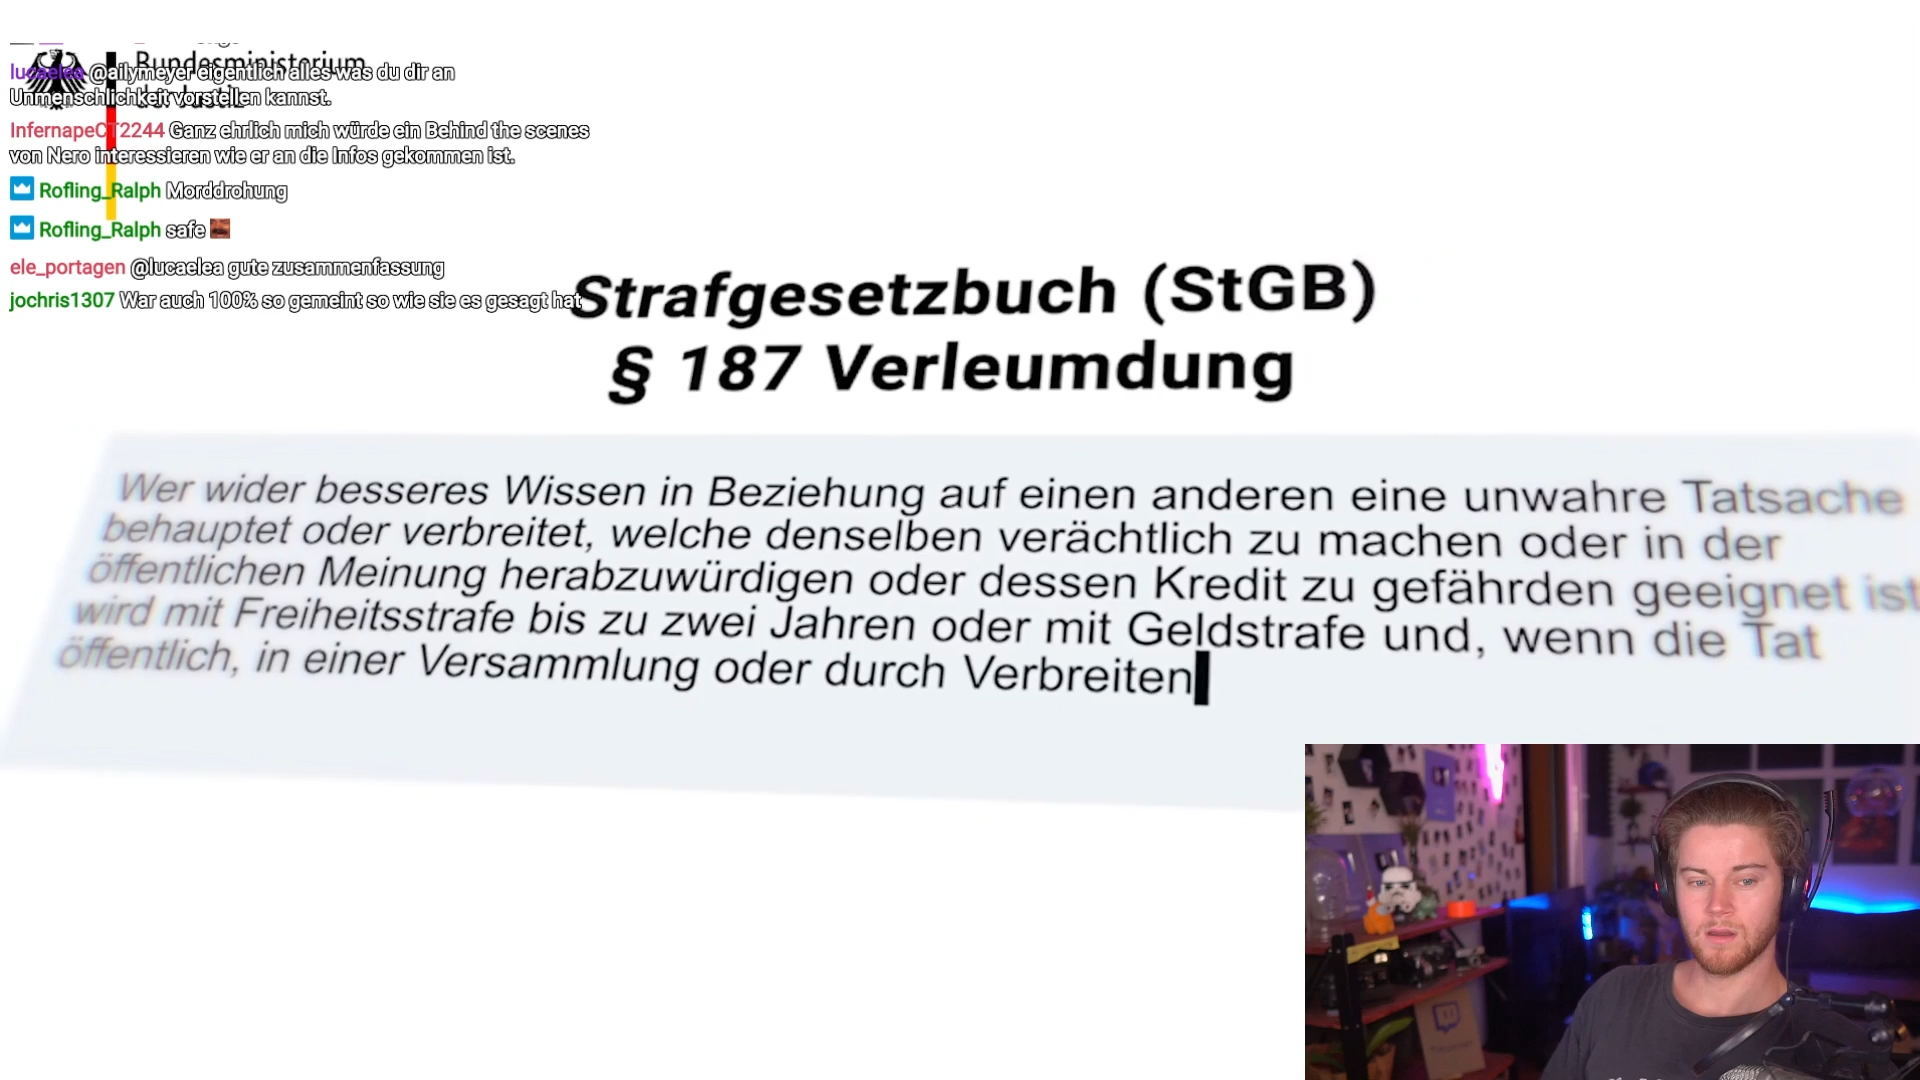 Bundesministerium
der Justiz
lucaelea @ailymeyer eigentlich alles was du dir an
Unmenschlichkeit vorstellen kannst.
InfernapeCT2244 Ganz ehrlich mich würde ein Behind the scenes
von Nero interessieren wie er an die Infos gekommen ist.
Rofling_Ralph Morddrohung
Rofling_Ralph safe
ele_portagen @lucaelea gute zusammenfassung
jochris1307 War auch 100% so gemeint so wie sie es gesagt hat
Strafgesetzbuch (StGB)
§ 187 Verleumdung
Wer wider besseres Wissen in Beziehung auf einen anderen eine unwahre Tatsache
behauptet oder verbreitet, welche denselben verächtlich zu machen oder in der
öffentlichen Meinung herabzuwürdigen oder dessen Kredit zu gefährden geeignet ist
wird mit Freiheitsstrafe bis zu zwei Jahren oder mit Geldstrafe und, wenn die Tat
öffentlich, in einer Versammlung oder durch Verbreiten